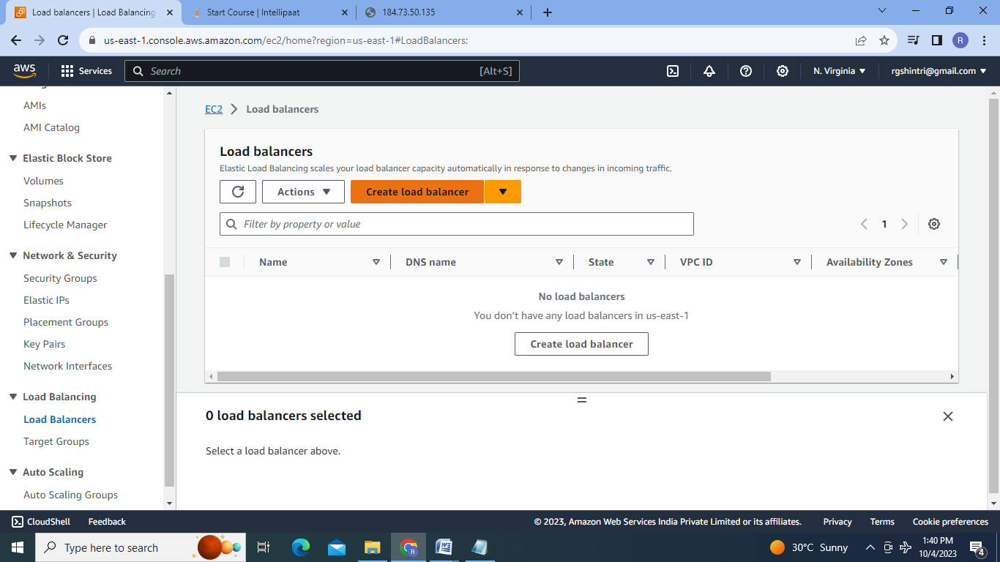 Load balancers | Load Balancing
Start Course | Intellipaat
184.73.50.135
us-east-1.console.aws.amazon.com/ec2/home?region=us-east-1#LoadBalancers:
R
aws
Services
Search
[Alt+S]
N. Virginia
rgshintri@gmail.com
AMIs
AMI Catalog
Elastic Block Store
Volumes
Snapshots
Lifecycle Manager
Network & Security
Security Groups
Elastic IPs
Placement Groups
Key Pairs
Network Interfaces
Load Balancing
Load Balancers
Target Groups
Auto Scaling
Auto Scaling Groups
EC2 > Load balancers
Load balancers
Elastic Load Balancing scales your load balancer capacity automatically in response to changes in incoming traffic.
Actions
Create load balancer
Filter by property or value
1
Name
DNS name
State
VPC ID
Availability Zones
No load balancers
You don't have any load balancers in us-east-1
Create load balancer
0 load balancers selected
Select a load balancer above.
CloudShell
Feedback
© 2023, Amazon Web Services India Private Limited or its affiliates.
Privacy
Terms
Cookie preferences
Type here to search
30°C Sunny
1:40 PM
10/4/2023
4